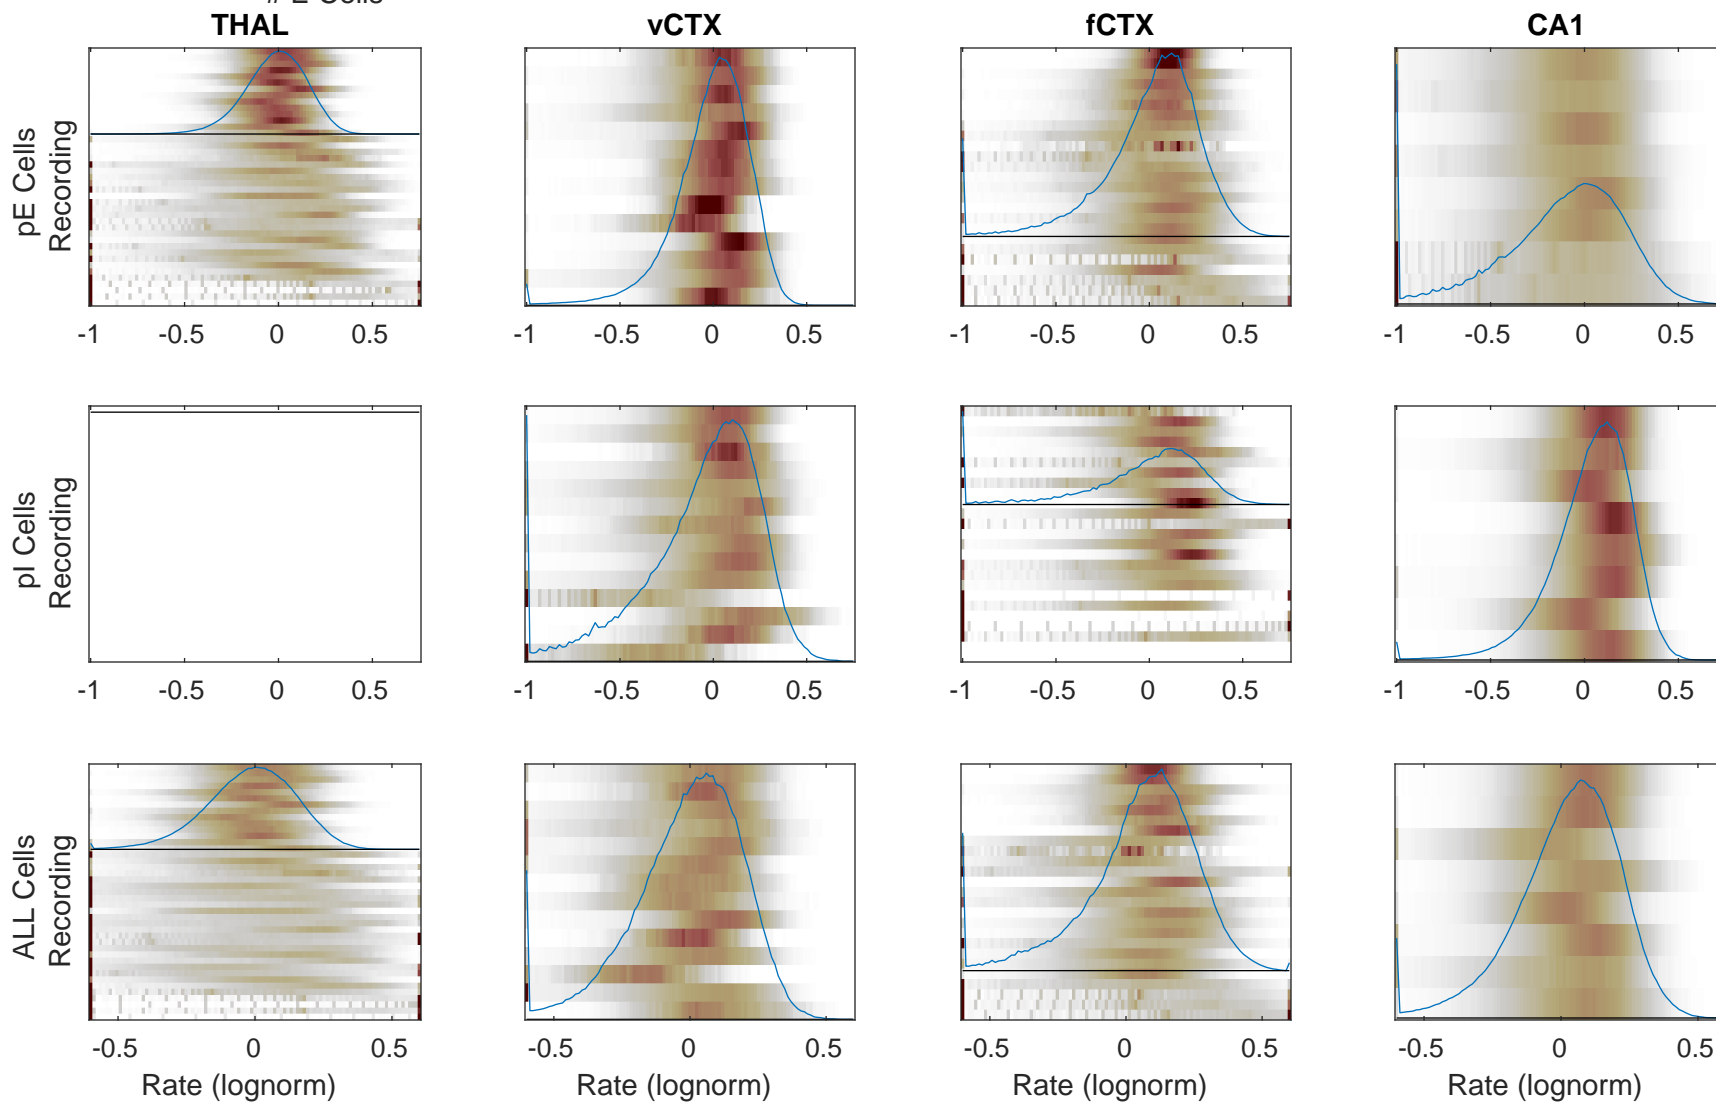 # E Cells
THAL vCTX fCTX CA1
pE Cells
Recording
-1 -0.5 0 0.5 -1 -0.5 0 0.5 -1 -0.5 0 0.5 -1 -0.5 0 0.5
pI Cells
Recording
-1 -0.5 0 0.5 -1 -0.5 0 0.5 -1 -0.5 0 0.5 -1 -0.5 0 0.5
ALL Cells
Recording
-0.5 0 0.5 -0.5 0 0.5 -0.5 0 0.5 -0.5 0 0.5
Rate (lognorm) Rate (lognorm) Rate (lognorm) Rate (lognorm)